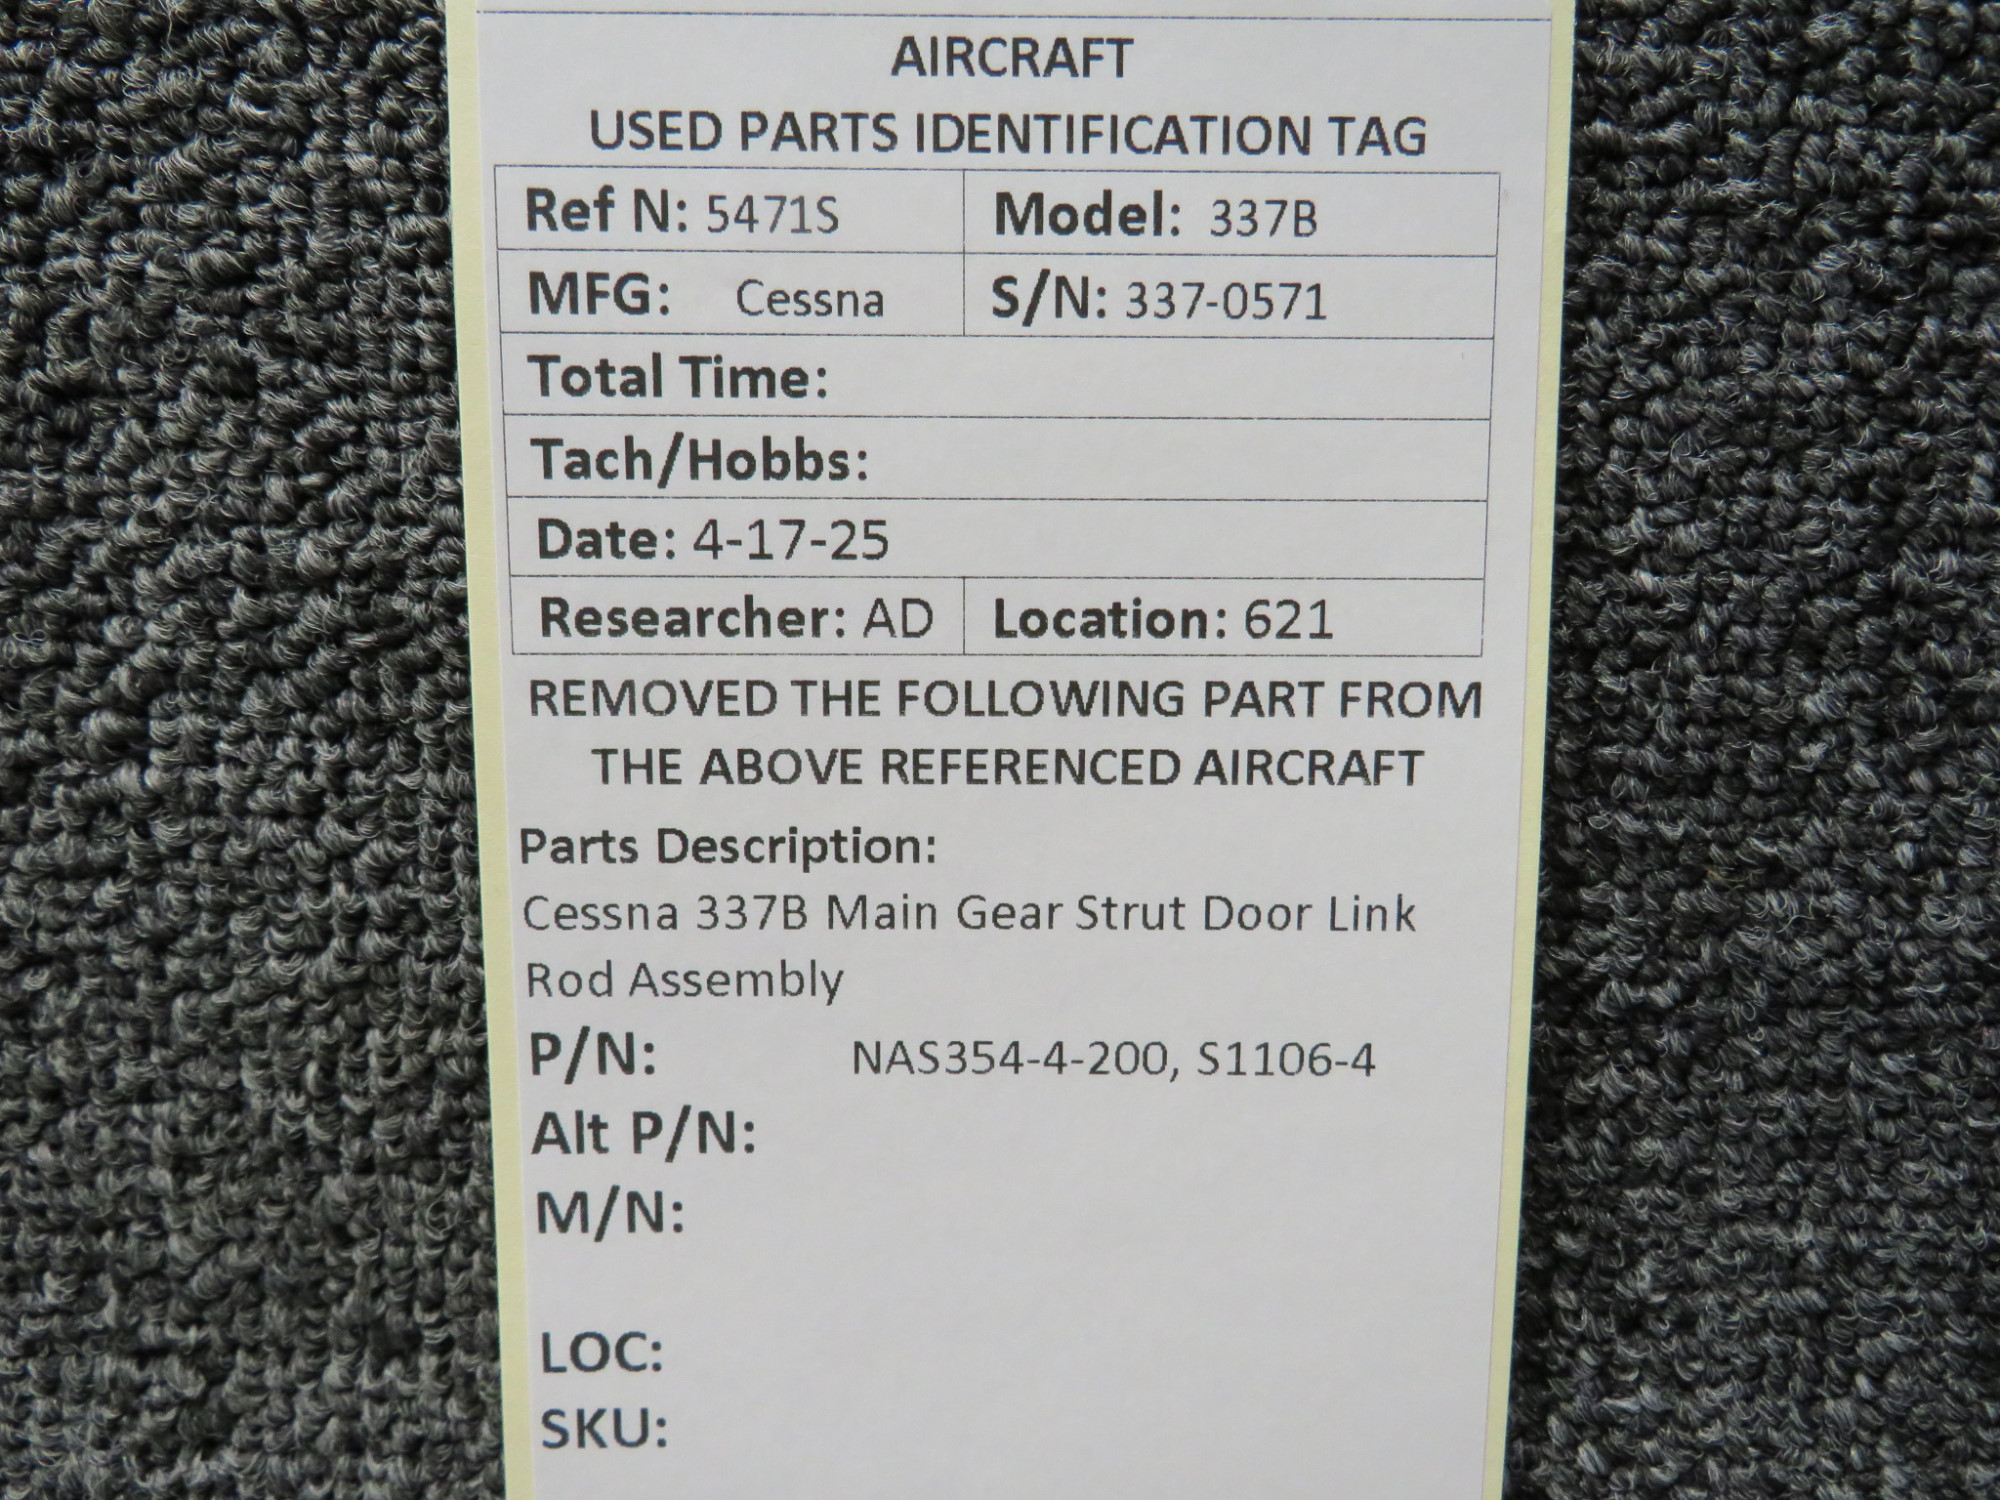 AIRCRAFT
USED PARTS IDENTIFICATION TAG
Ref N: 5471S Model: 337B
MFG: Cessna S/N: 337-0571
Total Time:
Tach/Hobbs:
Date: 4-17-25
Researcher: AD Location: 621
REMOVED THE FOLLOWING PART FROM
THE ABOVE REFERENCED AIRCRAFT
Parts Description:
Cessna 337B Main Gear Strut Door Link
Rod Assembly
P/N: NAS354-4-200, S1106-4
Alt P/N:
M/N:
LOC:
SKU: